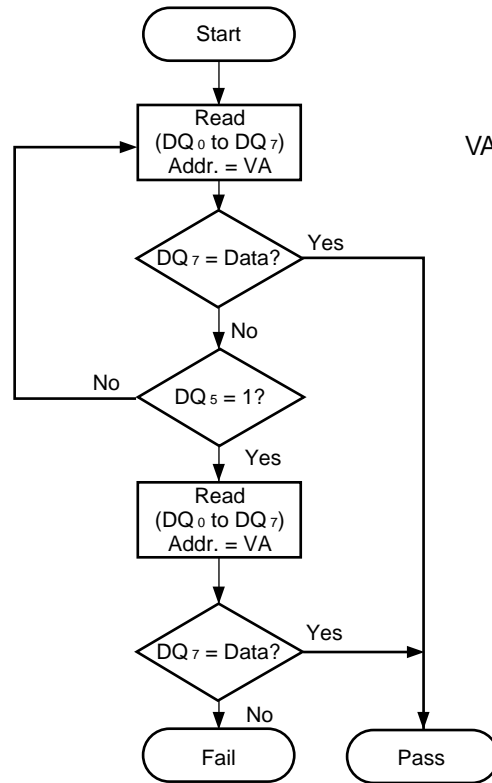 Start
Read
(DQ0 to DQ7)
Addr. = VA
VA
DQ7 = Data?
Yes
No
No
DQ5 = 1?
Yes
Read
(DQ0 to DQ7)
Addr. = VA
DQ7 = Data?
Yes
No
Fail
Pass